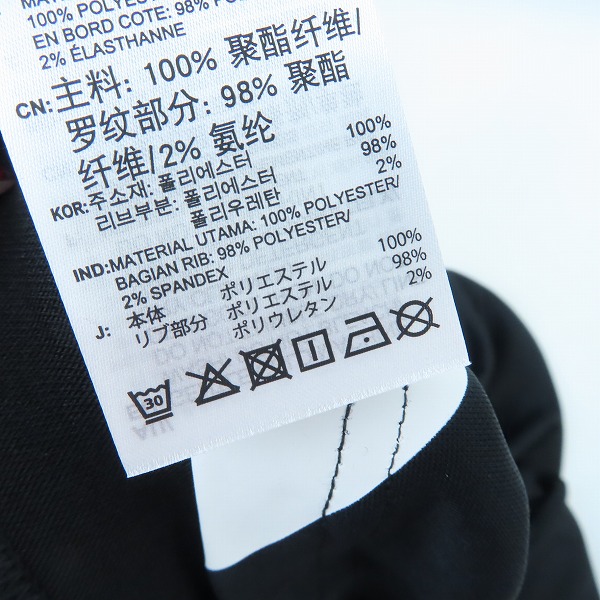 100% POLYES
EN BORD COTE: 98% POL
2% ÉLASTHANNE
CN:主料: 100% 聚酯纤维/
罗纹部分: 98% 聚酯
纤维/2% 氨纶
KOR:주소재: 폴리에스터 100%
리브부분: 폴리에스터 98%
폴리우레탄 2%
IND:MATERIAL UTAMA: 100% POLYESTER/
BAGIAN RIB: 98% POLYESTER/
2% SPANDEX
J: 本体 ポリエステル 100%
リブ部分 ポリエステル 98%
ポリウレタン 2%
30